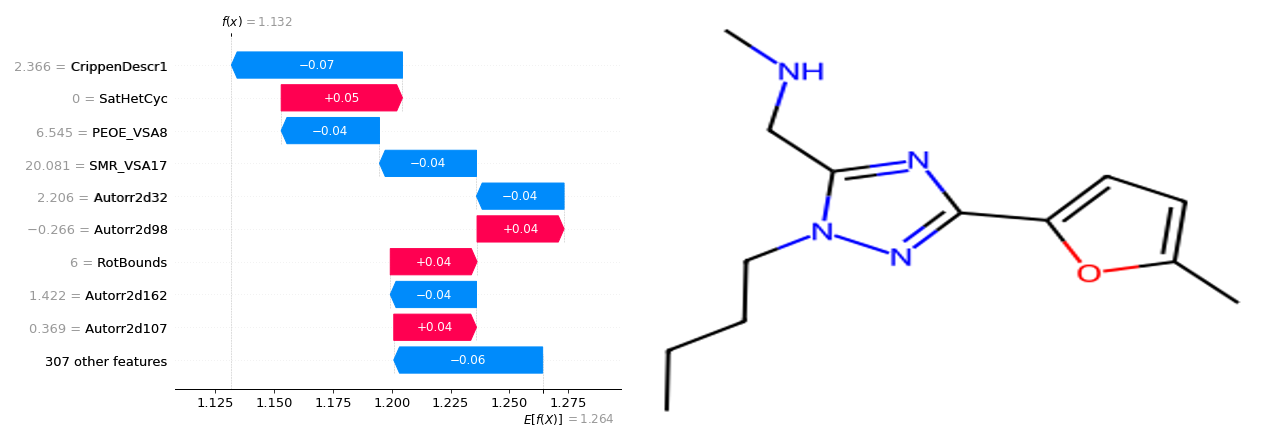 f(x) = 1.132
2.366 = CrippenDescr1
−0.07
0 = SatHetCyc
+0.05
6.545 = PEOE_VSA8
−0.04
20.081 = SMR_VSA17
−0.04
2.206 = Autorr2d32
−0.04
−0.266 = Autorr2d98
+0.04
6 = RotBounds
+0.04
1.422 = Autorr2d162
−0.04
0.369 = Autorr2d107
+0.04
307 other features
−0.06
1.125 1.150 1.175 1.200 1.225 1.250 1.275
E[f(X)] = 1.264
NH
N
N
N
O